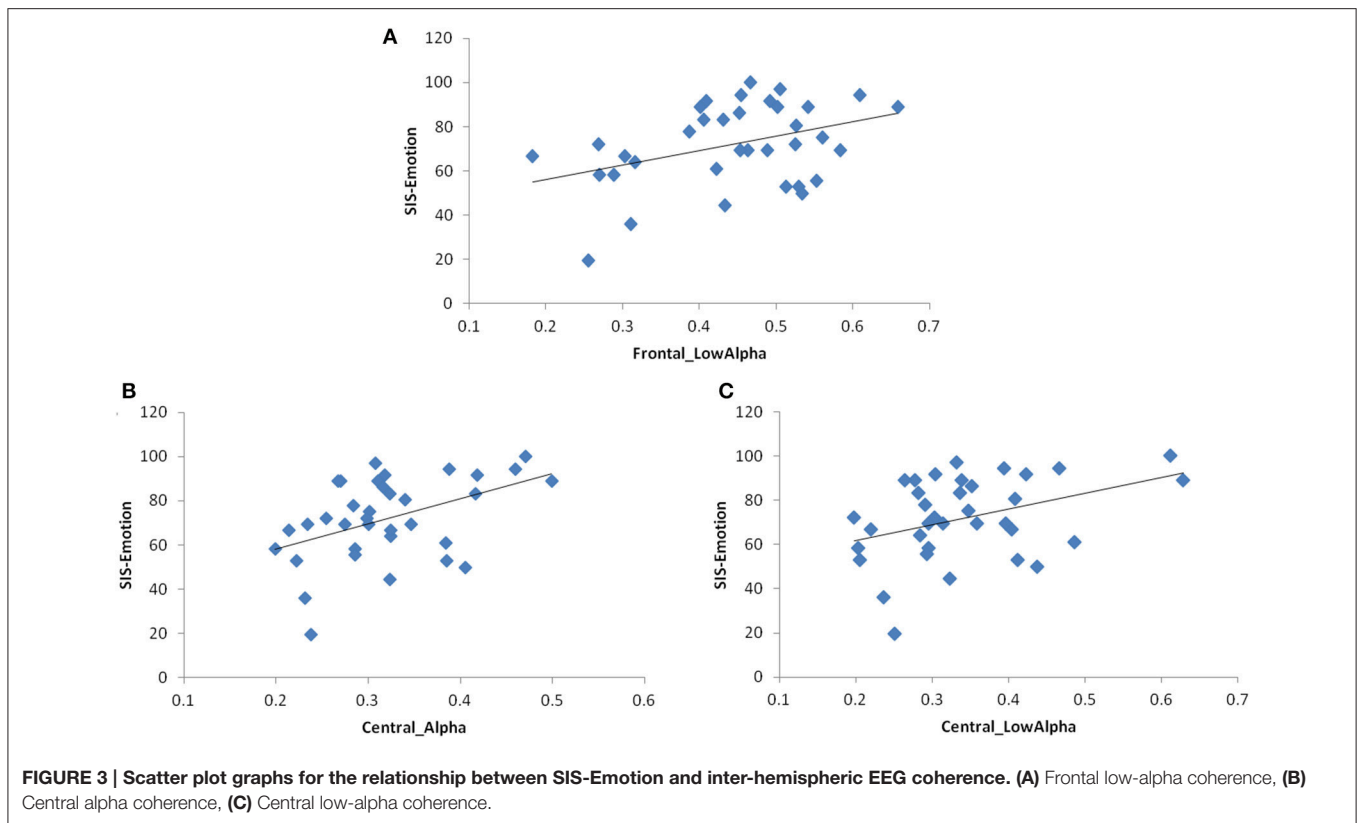 A
120
100
80
60
40
20
0
SIS-Emotion
0.1 0.2 0.3 0.4 0.5 0.6 0.7
Frontal_LowAlpha
B
120
100
80
60
40
20
0
SIS-Emotion
0.1 0.2 0.3 0.4 0.5 0.6
Central_Alpha
C
120
100
80
60
40
20
0
SIS-Emotion
0.1 0.2 0.3 0.4 0.5 0.6 0.7
Central_LowAlpha
FIGURE 3 | Scatter plot graphs for the relationship between SIS-Emotion and inter-hemispheric EEG coherence. (A) Frontal low-alpha coherence, (B)
Central alpha coherence, (C) Central low-alpha coherence.